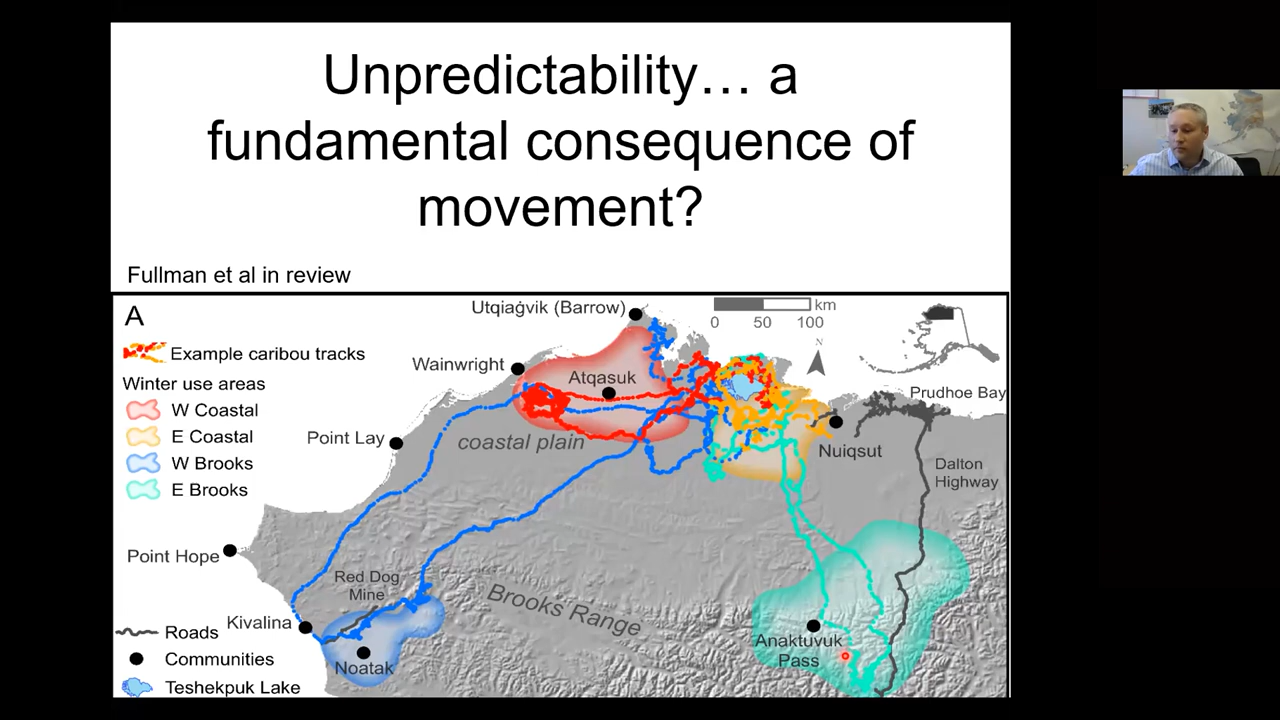 Unpredictability… a
fundamental consequence of
movement?
Fullman et al in review
A
Example caribou tracks
Winter use areas
W Coastal
E Coastal
W Brooks
E Brooks
Roads
Communities
Teshekpuk Lake
Utqiaġvik (Barrow)
km
0 50 100
N
Wainwright
Atqasuk
Prudhoe Bay
Point Lay
coastal plain
Nuiqsut
Dalton
Highway
Point Hope
Red Dog
Mine
Brooks Range
Kivalina
Noatak
Anaktuvuk
Pass